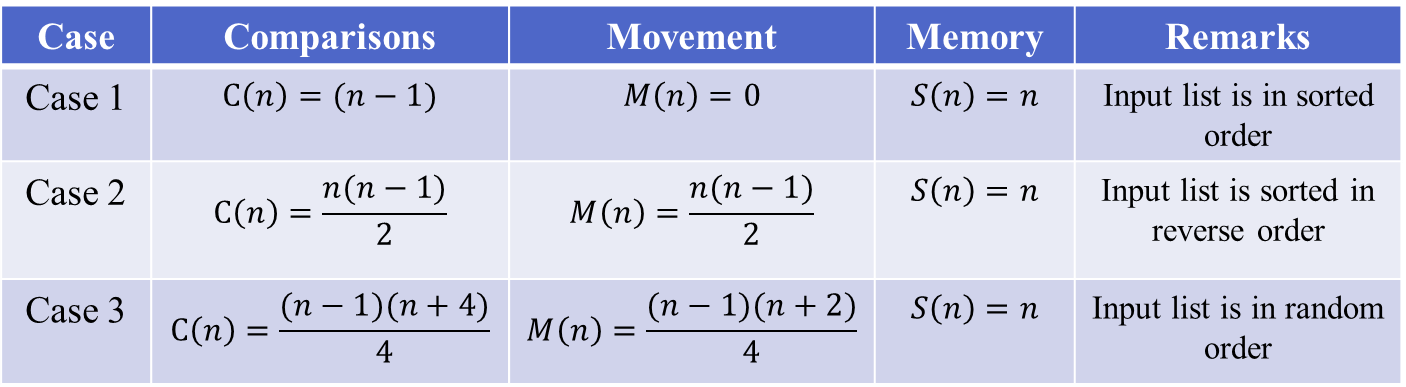 Case Comparisons Movement Memory Remarks
Case 1 C(n) = (n − 1) M(n) = 0 S(n) = n Input list is in sorted
order
Case 2 C(n) = n(n − 1)/2 M(n) = n(n − 1)/2 S(n) = n Input list is sorted in
reverse order
Case 3 C(n) = (n − 1)(n + 4)/4 M(n) = (n − 1)(n + 2)/4 S(n) = n Input list is in random
order